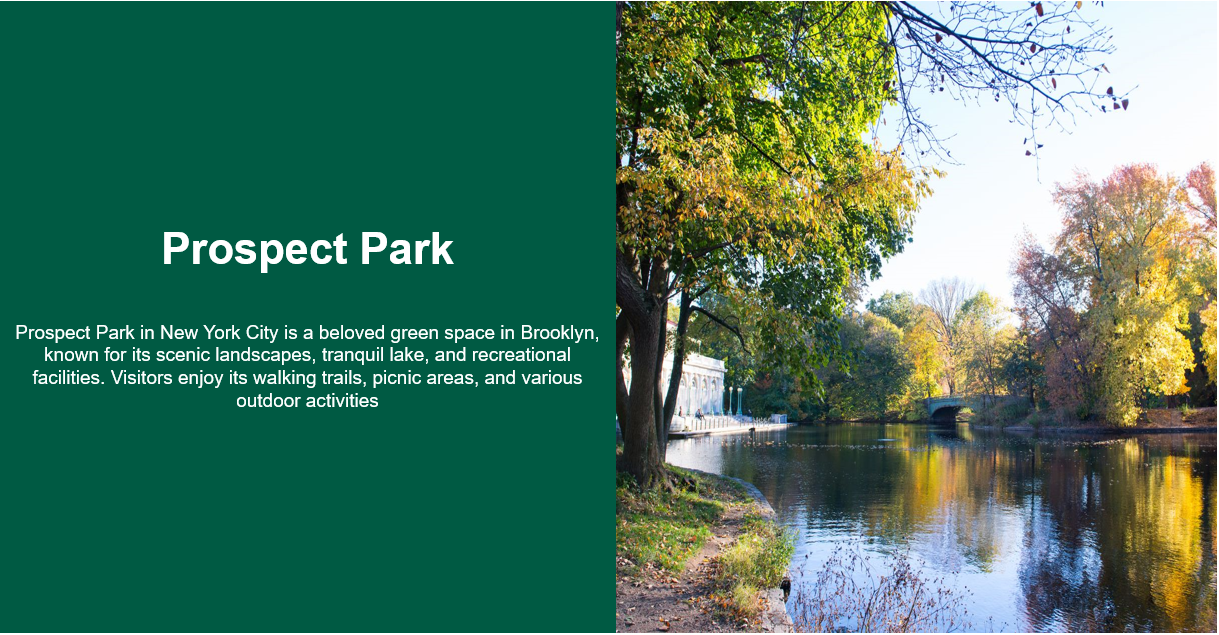 Prospect Park
Prospect Park in New York City is a beloved green space in Brooklyn,
known for its scenic landscapes, tranquil lake, and recreational
facilities. Visitors enjoy its walking trails, picnic areas, and various
outdoor activities